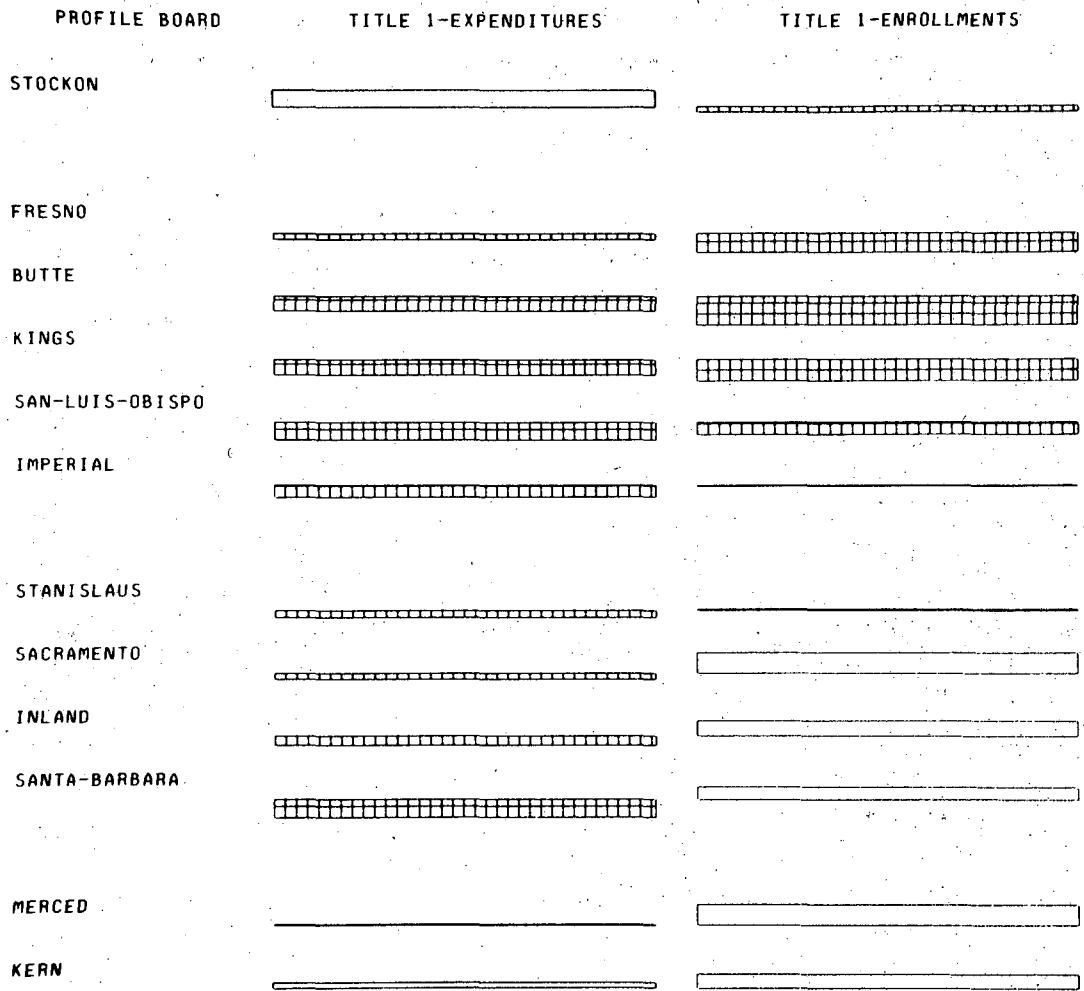 PROFILE BOARD TITLE 1-EXPENDITURES TITLE 1-ENROLLMENTS
STOCKON
FRESNO
BUTTE
KINGS
SAN-LUIS-OBISPO
IMPERIAL
STANISLAUS
SACRAMENTO
INLAND
SANTA-BARBARA
MERCED
KERN